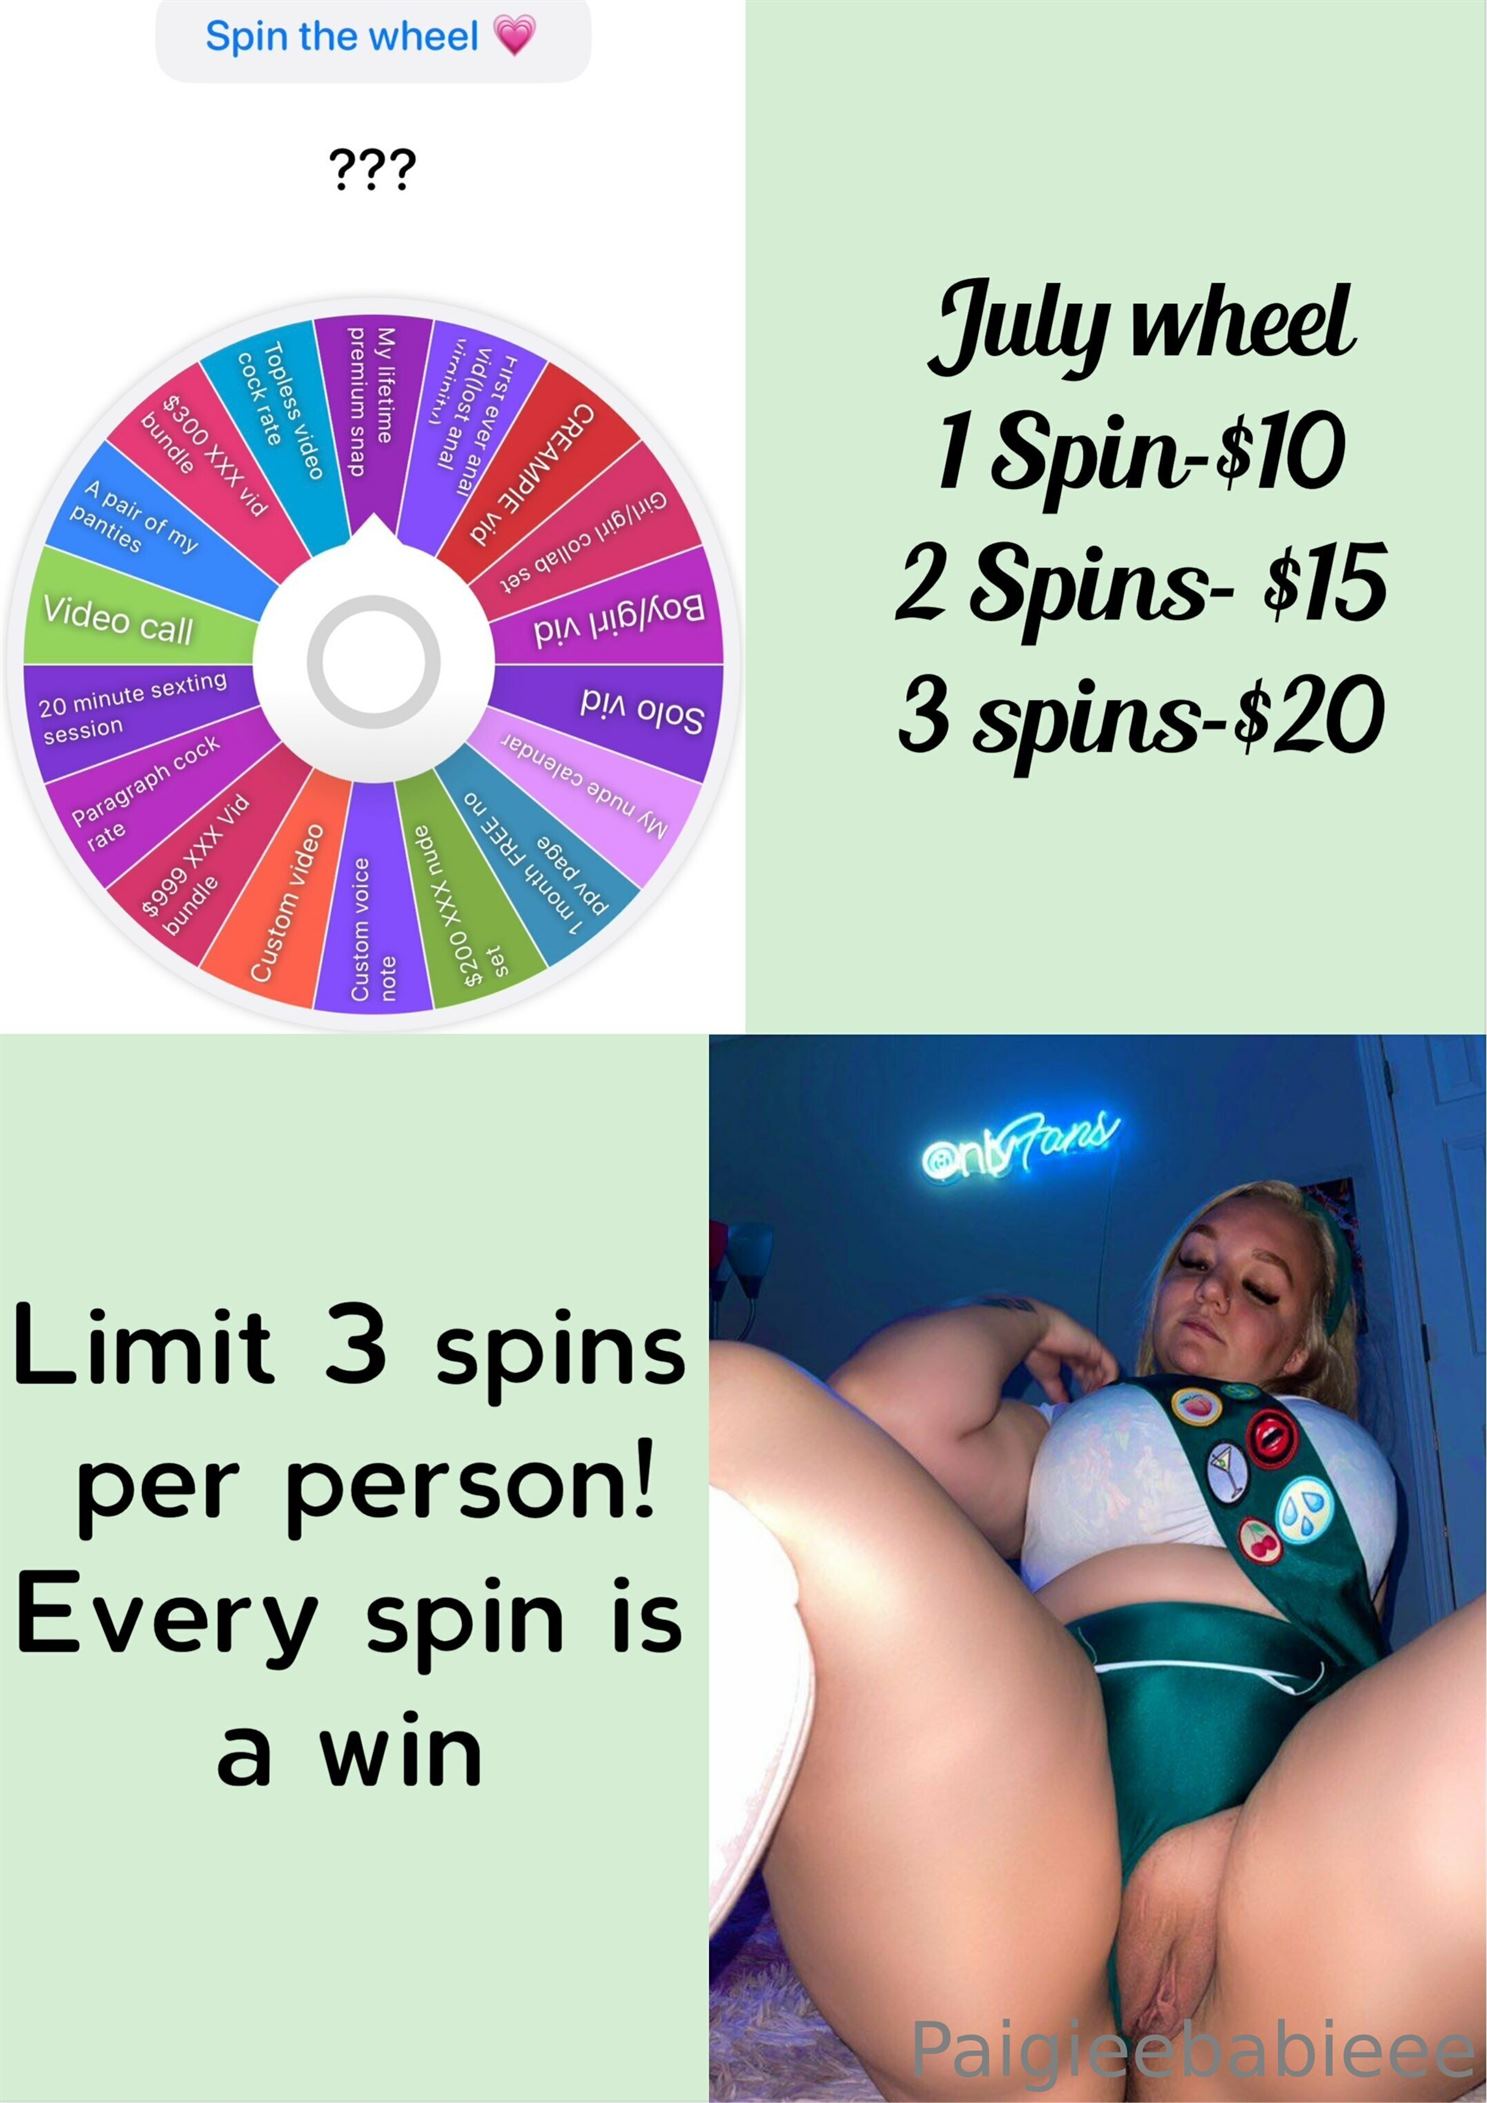 Spin the wheel 💗
???
My lifetime
premium snap
First ever anal
vid(lost anal
virginity)
CREAMPIE vid
Girl/girl collab set
Boy/girl vid
Solo vid
My nude calendar
1 month FREE no
ppv page
$200 XXX nude
set
Custom voice
note
Custom video
$999 XXX Vid
bundle
Paragraph cock
rate
20 minute sexting
session
Video call
A pair of my
panties
$300 XXX vid
bundle
Topless video
cock rate
July wheel
1 Spin-$10
2 Spins- $15
3 spins-$20
Limit 3 spins
per person!
Every spin is
a win
OnlyFans
Paigieebabieee